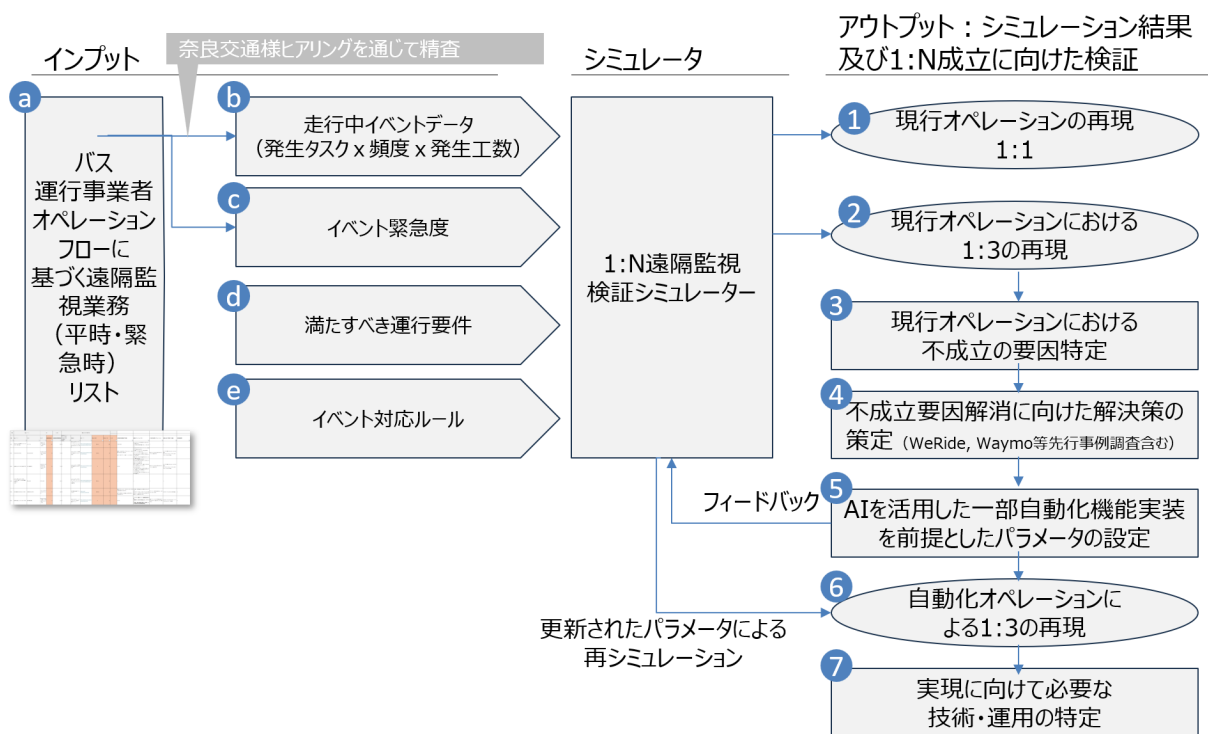 インプット
奈良交通様ヒアリングを通じて精査
シミュレータ
アウトプット：シミュレーション結果
及び1:N成立に向けた検証
a
バス
運行事業者
オペレーション
フローに
基づく遠隔監
視業務
（平時・緊
急時）
リスト
b
走行中イベントデータ
（発生タスクx頻度x発生工数）
c
イベント緊急度
d
満たすべき運行要件
e
イベント対応ルール
1:N遠隔監視
検証シミュレーター
1
現行オペレーションの再現
1:1
2
現行オペレーションにおける
1:3の再現
3
現行オペレーションにおける
不成立の要因特定
4
不成立要因解消に向けた解決策の
策定（WeRide, Waymo等先行事例調査含む）
フィードバック
5
AIを活用した一部自動化機能実装
を前提としたパラメータの設定
6
自動化オペレーションに
よる1:3の再現
更新されたパラメータによる
再シミュレーション
7
実現に向けて必要な
技術・運用の特定